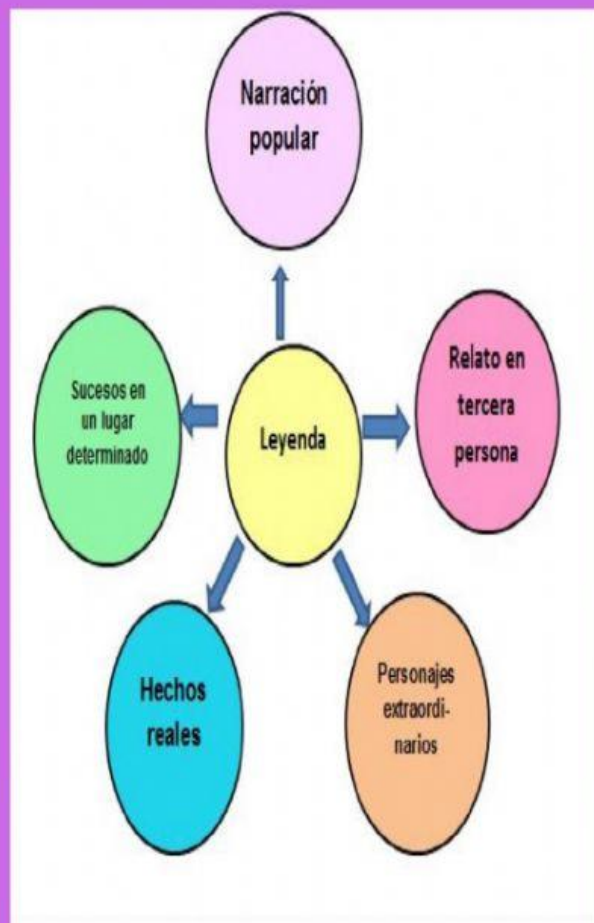 Narración
popular
Relato en
tercera
persona
Sucesos en
un lugar
determinado
Leyenda
Hechos
reales
Personajes
extraordi-
narios